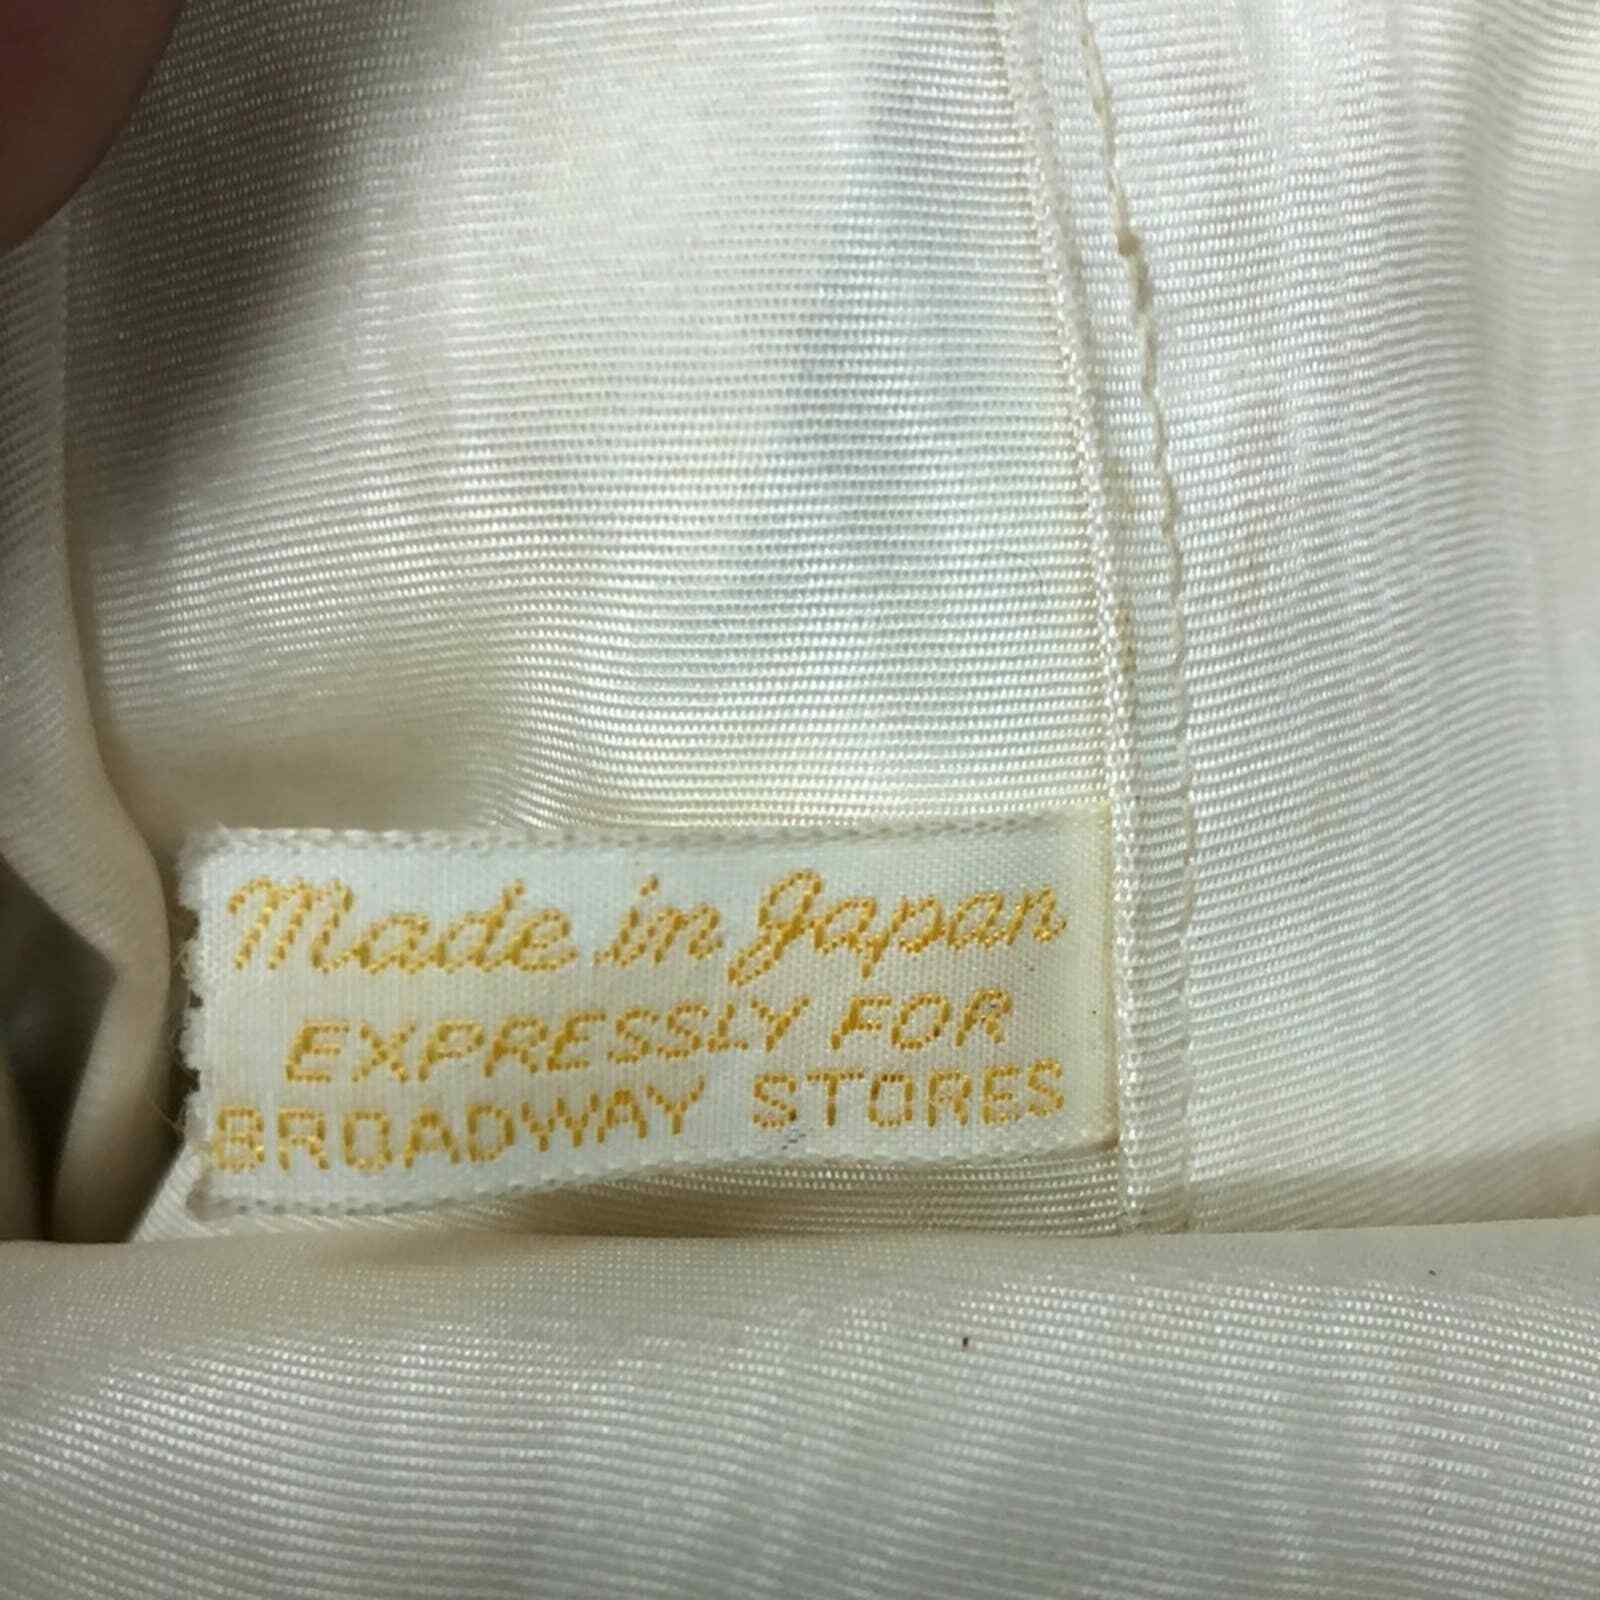 Made in Japan
EXPRESSLY FOR
BROADWAY STORES